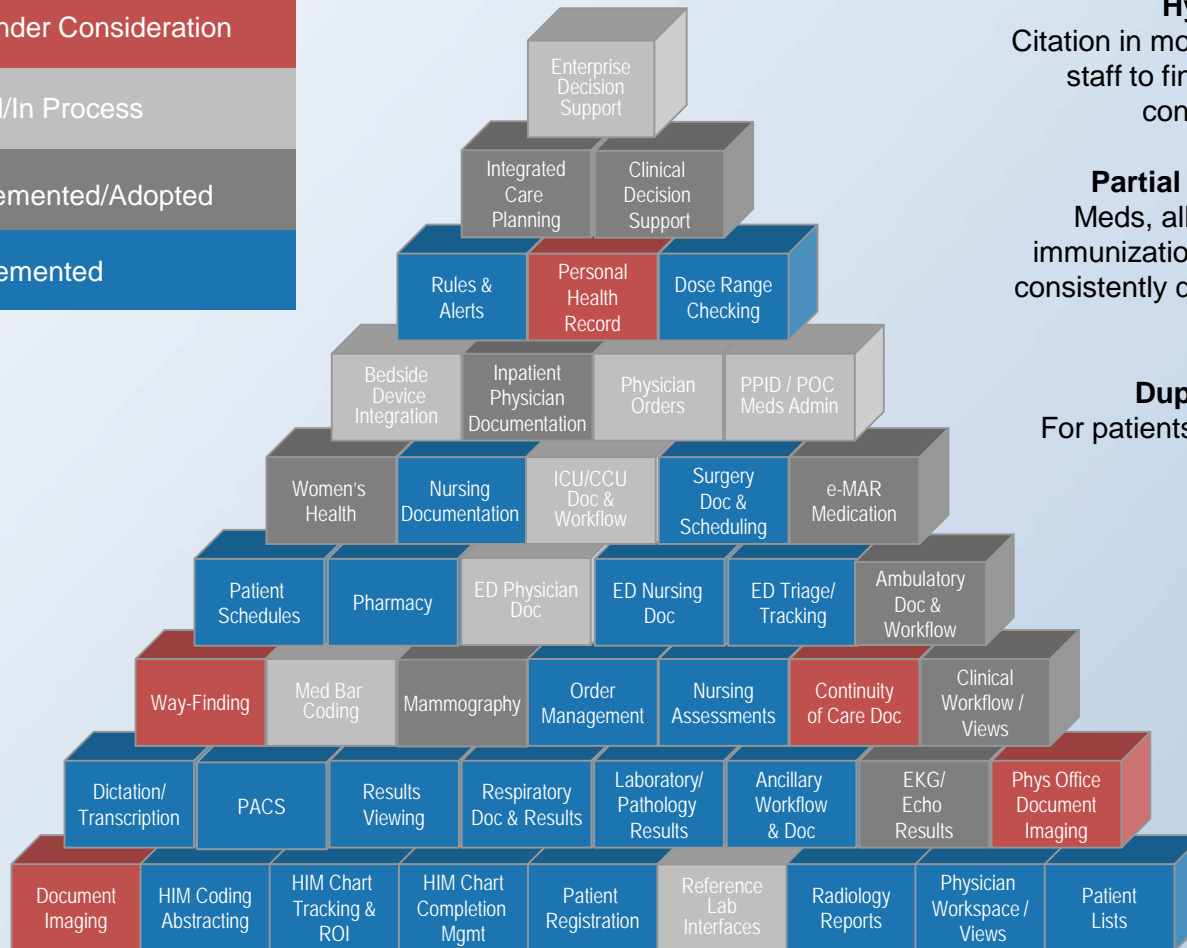 nder Consideration
/In Process
emented/Adopted
emented
Hy
Citation in mo
staff to fin
con
Partial
Meds, all
immunizatio
consistently c
Dup
For patients
Enterprise
Decision
Support
Integrated
Care
Planning
Clinical
Decision
Support
Rules &
Alerts
Personal
Health
Record
Dose Range
Checking
Bedside
Device
Integration
Inpatient
Physician
Documentation
Physician
Orders
PPID / POC
Meds Admin
Women's
Health
Nursing
Documentation
ICU/CCU
Doc &
Workflow
Surgery
Doc &
Scheduling
e-MAR
Medication
Patient
Schedules
Pharmacy
ED Physician
Doc
ED Nursing
Doc
ED Triage/
Tracking
Ambulatory
Doc &
Workflow
Way-Finding
Med Bar
Coding
Mammography
Order
Management
Nursing
Assessments
Continuity
of Care Doc
Clinical
Workflow /
Views
Dictation/
Transcription
PACS
Results
Viewing
Respiratory
Doc & Results
Laboratory/
Pathology
Results
Ancillary
Workflow
& Doc
EKG/
Echo
Results
Phys Office
Document
Imaging
Document
Imaging
HIM Coding
Abstracting
HIM Chart
Tracking &
ROI
HIM Chart
Completion
Mgmt
Patient
Registration
Reference
Lab
Interfaces
Radiology
Reports
Physician
Workspace /
Views
Patient
Lists